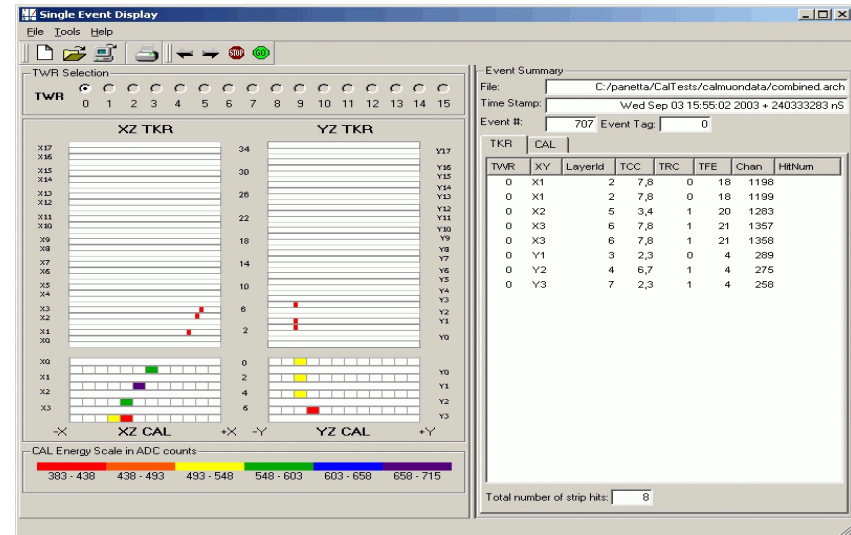 Single Event Display
File Tools Help
STOP GO
TWR Selection
TWR 0 1 2 3 4 5 6 7 8 9 10 11 12 13 14 15
XZ TKR YZ TKR
X17 34 Y17
X16
X15 30 Y16
X14 Y15
X13 26 Y14
X12 Y13
X11 22 Y12
X10 Y11
Y10
X9 18 Y9
X8 Y8
X7 14 Y7
X6 Y6
X5 10 Y5
X4 Y4
X3 6 Y3
X2 Y2
X1 2 Y1
X0 Y0
X0 0
Y0
X1 2
Y1
X2 4
Y2
X3 6
Y3
-X XZ CAL +X -Y YZ CAL +Y
CAL Energy Scale in ADC counts
383 - 438 438 - 493 493 - 548 548 - 603 603 - 658 658 - 715
Event Summary
File: C:/panetta/CalTests/calmuondata/combined.arch
Time Stamp: Wed Sep 03 15:55:02 2003 + 240333283 nS
Event #: 707 Event Tag: 0
TKR CAL
TWR XY LayerId TCC TRC TFE Chan HitNum
0 X1 2 7,8 0 18 1198
0 X1 2 7,8 0 18 1199
0 X2 5 3,4 1 20 1283
0 X3 6 7,8 1 21 1357
0 X3 6 7,8 1 21 1358
0 Y1 3 2,3 0 4 289
0 Y2 4 6,7 1 4 275
0 Y3 7 2,3 1 4 258
Total number of strip hits: 8